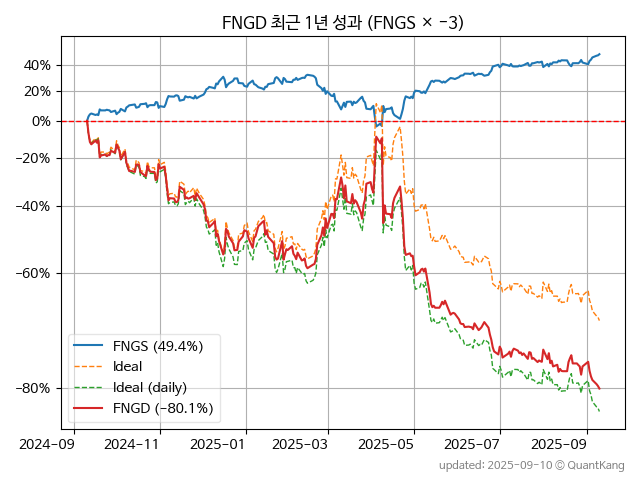 FNGD 최근 1년 성과 (FNGS × −3)
40%
20%
0%
−20%
−40%
−60%
−80%
FNGS (49.4%)
Ideal
Ideal (daily)
FNGD (−80.1%)
2024-09 2024-11 2025-01 2025-03 2025-05 2025-07 2025-09
updated: 2025-09-10 © QuantKang